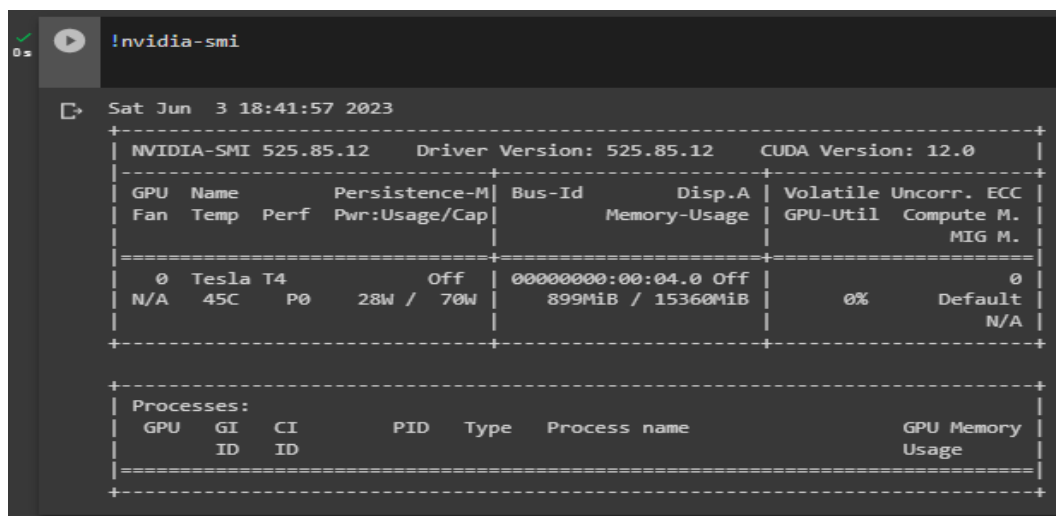 0s
!nvidia-smi
Sat Jun  3 18:41:57 2023
+-----------------------------------------------------------------------------+
| NVIDIA-SMI 525.85.12    Driver Version: 525.85.12    CUDA Version: 12.0     |
|-------------------------------+----------------------+----------------------+
| GPU  Name        Persistence-M| Bus-Id        Disp.A | Volatile Uncorr. ECC |
| Fan  Temp  Perf  Pwr:Usage/Cap|         Memory-Usage | GPU-Util  Compute M. |
|                               |                      |               MIG M. |
|===============================+======================+======================|
|   0  Tesla T4            Off  | 00000000:00:04.0 Off |                    0 |
| N/A   45C    P0    28W /  70W |    899MiB / 15360MiB |      0%      Default |
|                               |                      |                  N/A |
+-------------------------------+----------------------+----------------------+
+-----------------------------------------------------------------------------+
| Processes:                                                                  |
|  GPU   GI   CI        PID   Type   Process name                  GPU Memory |
|        ID   ID                                                   Usage      |
|=============================================================================|
+-----------------------------------------------------------------------------+